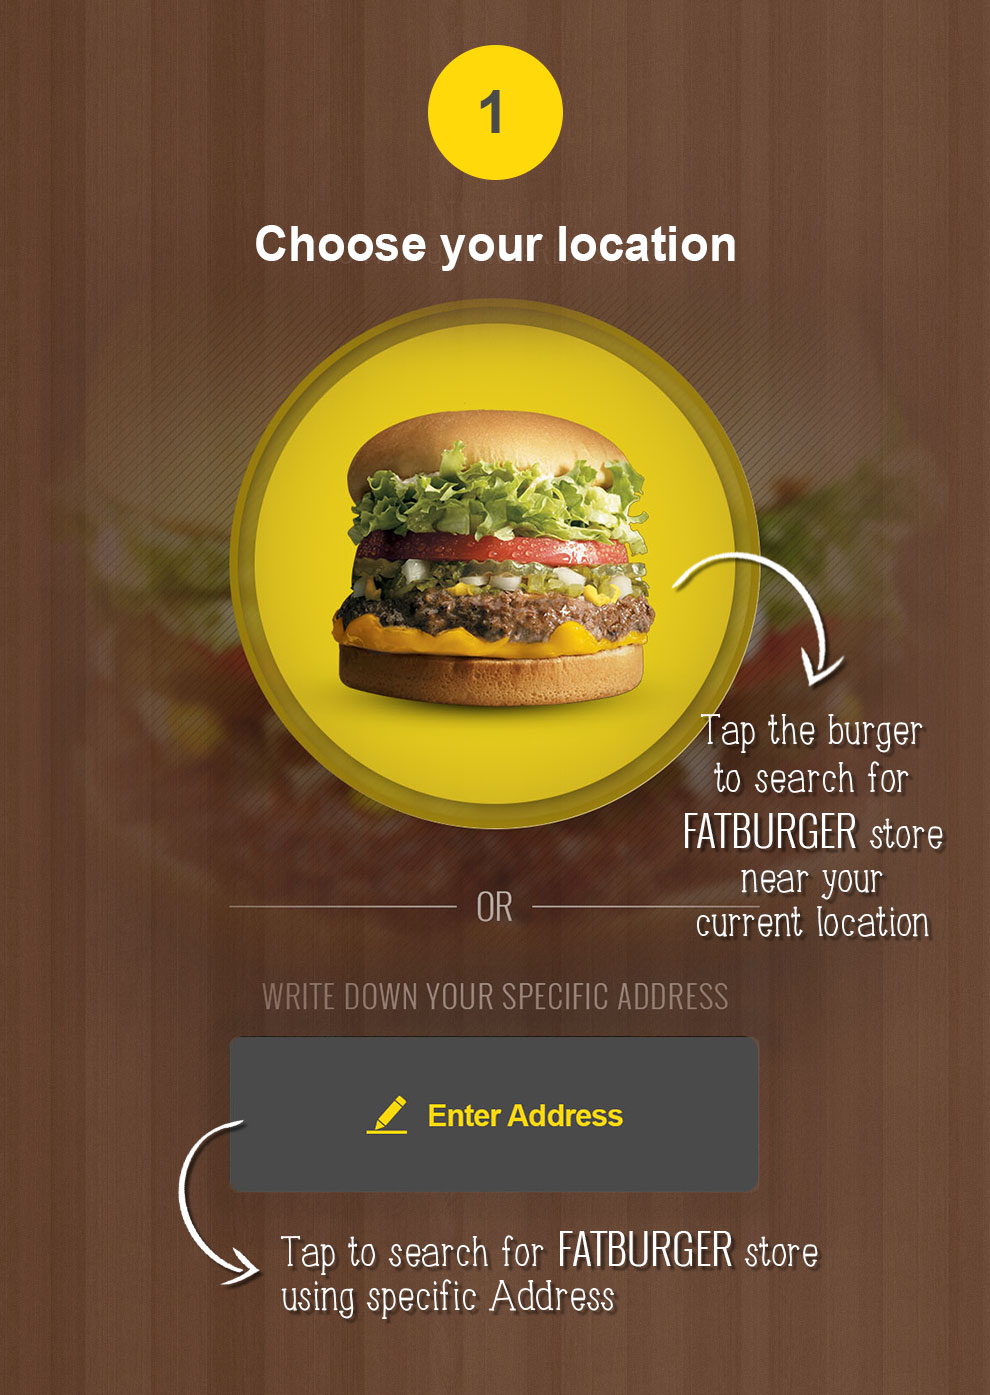 1
Choose your location
Tap the burger
to search for
FATBURGER store
near your
current location
OR
WRITE DOWN YOUR SPECIFIC ADDRESS
Enter Address
Tap to search for FATBURGER store
using specific Address